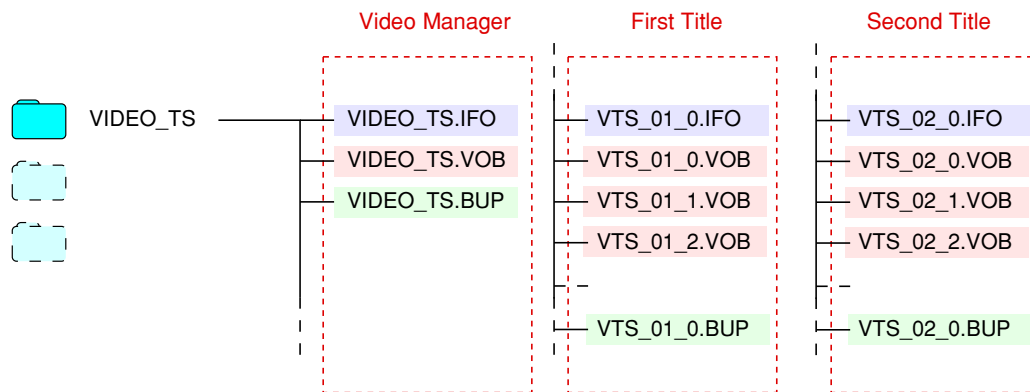 Video Manager First Title Second Title
VIDEO_TS VIDEO_TS.IFO VTS_01_0.IFO VTS_02_0.IFO
VIDEO_TS.VOB VTS_01_0.VOB VTS_02_0.VOB
VIDEO_TS.BUP VTS_01_1.VOB VTS_02_1.VOB
VTS_01_2.VOB VTS_02_2.VOB
VTS_01_0.BUP VTS_02_0.BUP